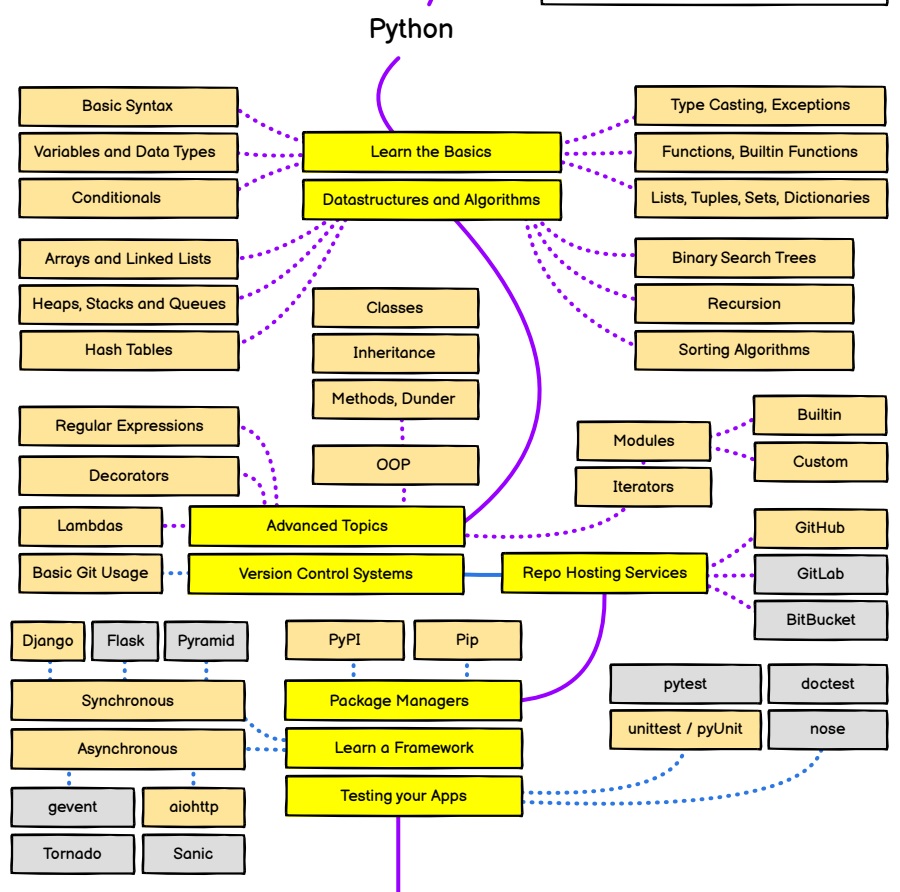 Python
Basic Syntax
Variables and Data Types
Conditionals
Learn the Basics
Datastructures and Algorithms
Type Casting, Exceptions
Functions, Builtin Functions
Lists, Tuples, Sets, Dictionaries
Arrays and Linked Lists
Heaps, Stacks and Queues
Hash Tables
Binary Search Trees
Recursion
Sorting Algorithms
Classes
Inheritance
Methods, Dunder
OOP
Regular Expressions
Decorators
Lambdas
Advanced Topics
Modules
Iterators
Builtin
Custom
Basic Git Usage
Version Control Systems
Repo Hosting Services
GitHub
GitLab
BitBucket
Django
Flask
Pyramid
Synchronous
Asynchronous
gevent
aiohttp
Tornado
Sanic
PyPI
Pip
Package Managers
Learn a Framework
Testing your Apps
pytest
doctest
unittest / pyUnit
nose